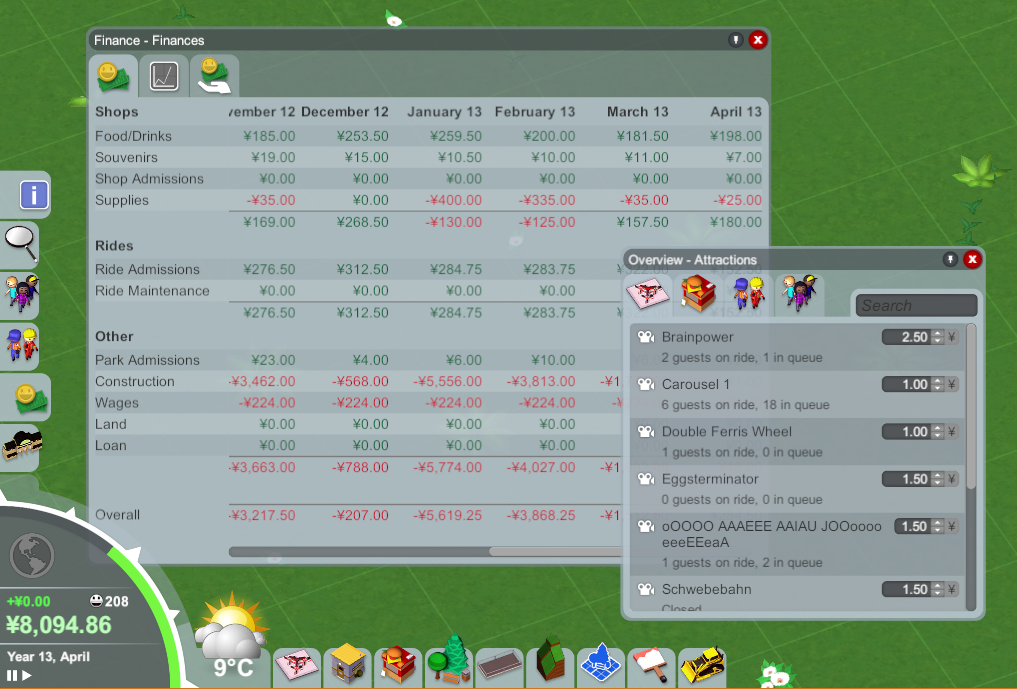 Finance - Finances
Shops vember 12 December 12 January 13 February 13 March 13 April 13
Food/Drinks ¥185.00 ¥253.50 ¥259.50 ¥200.00 ¥181.50 ¥198.00
Souvenirs ¥19.00 ¥15.00 ¥10.50 ¥10.00 ¥11.00 ¥7.00
Shop Admissions ¥0.00 ¥0.00 ¥0.00 ¥0.00 ¥0.00 ¥0.00
Supplies -¥35.00 ¥0.00 -¥400.00 -¥335.00 -¥35.00 -¥25.00
¥169.00 ¥268.50 -¥130.00 -¥125.00 ¥157.50 ¥180.00
Rides
Ride Admissions ¥276.50 ¥312.50 ¥284.75 ¥283.75
Ride Maintenance ¥0.00 ¥0.00 ¥0.00 ¥0.00
¥276.50 ¥312.50 ¥284.75 ¥283.75
Other
Park Admissions ¥23.00 ¥4.00 ¥6.00 ¥10.00
Construction -¥3,462.00 -¥568.00 -¥5,556.00 -¥3,813.00 -¥1
Wages -¥224.00 -¥224.00 -¥224.00 -¥224.00 -¥
Land ¥0.00 ¥0.00 ¥0.00 ¥0.00
Loan ¥0.00 ¥0.00 ¥0.00 ¥0.00
-¥3,663.00 -¥788.00 -¥5,774.00 -¥4,027.00 -¥1
Overall -¥3,217.50 -¥207.00 -¥5,619.25 -¥3,868.25 -¥1
Overview - Attractions
Search
Brainpower 2.50 ¥
2 guests on ride, 1 in queue
Carousel 1 1.00 ¥
6 guests on ride, 18 in queue
Double Ferris Wheel 1.00 ¥
1 guests on ride, 0 in queue
Eggsterminator 1.50 ¥
0 guests on ride, 0 in queue
oOOOO AAAEEE AAIAU JOOoooo 1.50 ¥
eeeEEeaA
1 guests on ride, 2 in queue
Schwebebahn 1.50 ¥
Closed
+¥0.00 208
¥8,094.86
Year 13, April
9°C